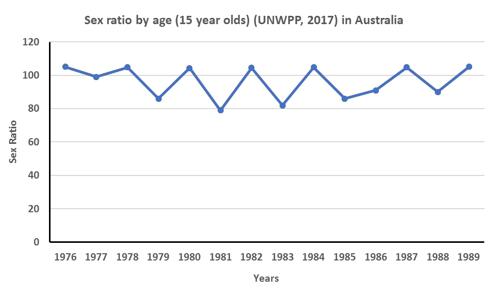 Sex ratio by age (15 year olds) (UNWPP, 2017) in Australia
120
100
80
60
40
20
0
Sex Ratio
1976 1977 1978 1979 1980 1981 1982 1983 1984 1985 1986 1987 1988 1989
Years